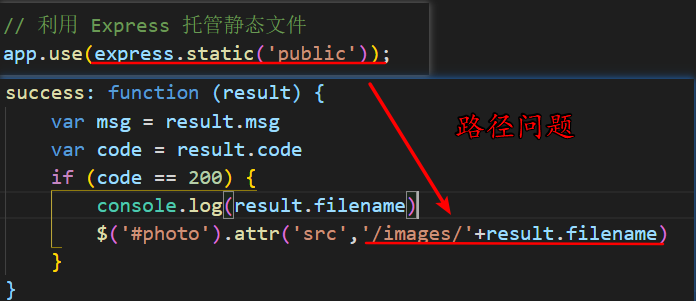 // 利用 Express 托管静态文件
app.use(express.static('public'));
success: function (result) {
var msg = result.msg
路径问题
var code = result.code
if (code == 200) {
console.log(result.filename)
$('#photo').attr('src','/images/'+result.filename)
}
}